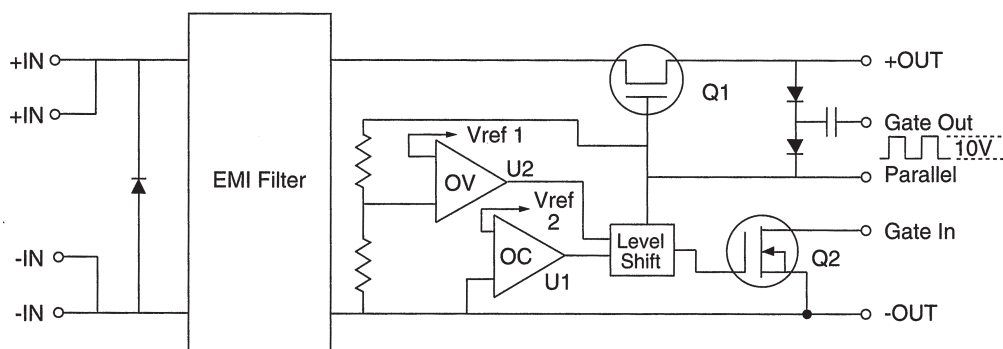 +IN
+IN
-IN
-IN
EMI Filter
Vref 1
OV
U2
Vref
2
OC
U1
Level
Shift
Q1
Q2
+OUT
Gate Out
10V
Parallel
Gate In
-OUT